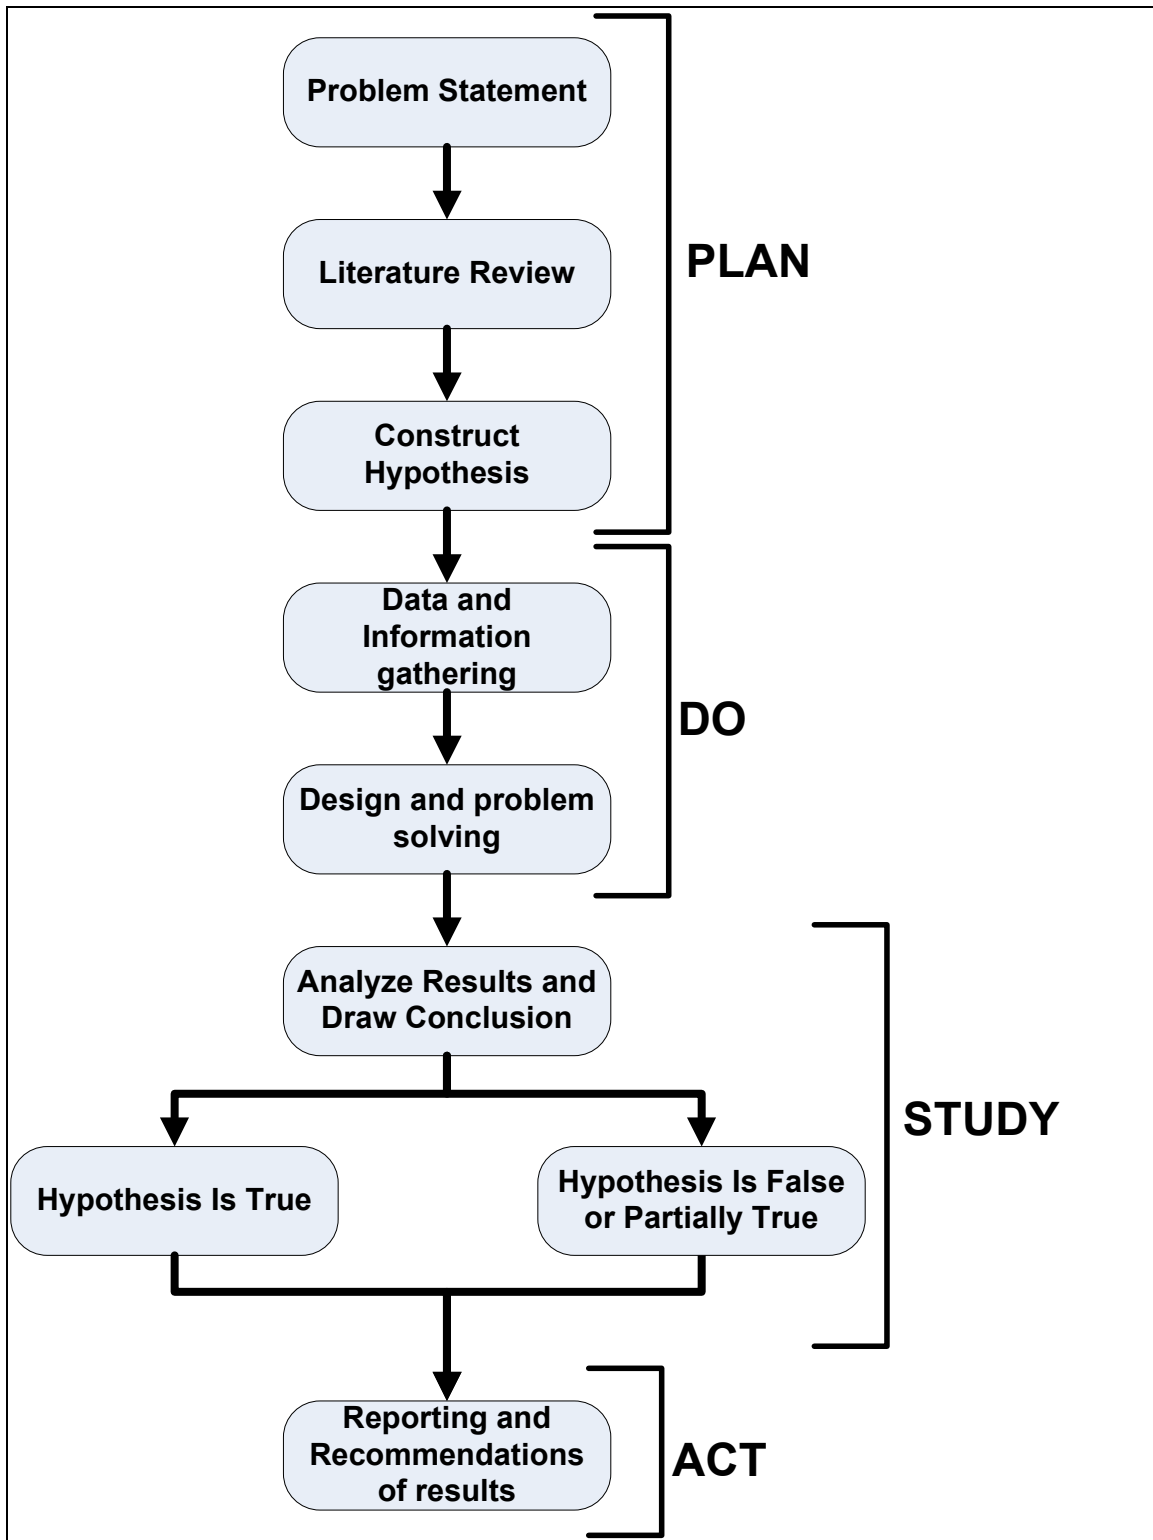 Problem Statement
Literature Review
PLAN
Construct
Hypothesis
Data and
Information
gathering
DO
Design and problem
solving
Analyze Results and
Draw Conclusion
STUDY
Hypothesis Is True
Hypothesis Is False
or Partially True
Reporting and
Recommendations
of results
ACT